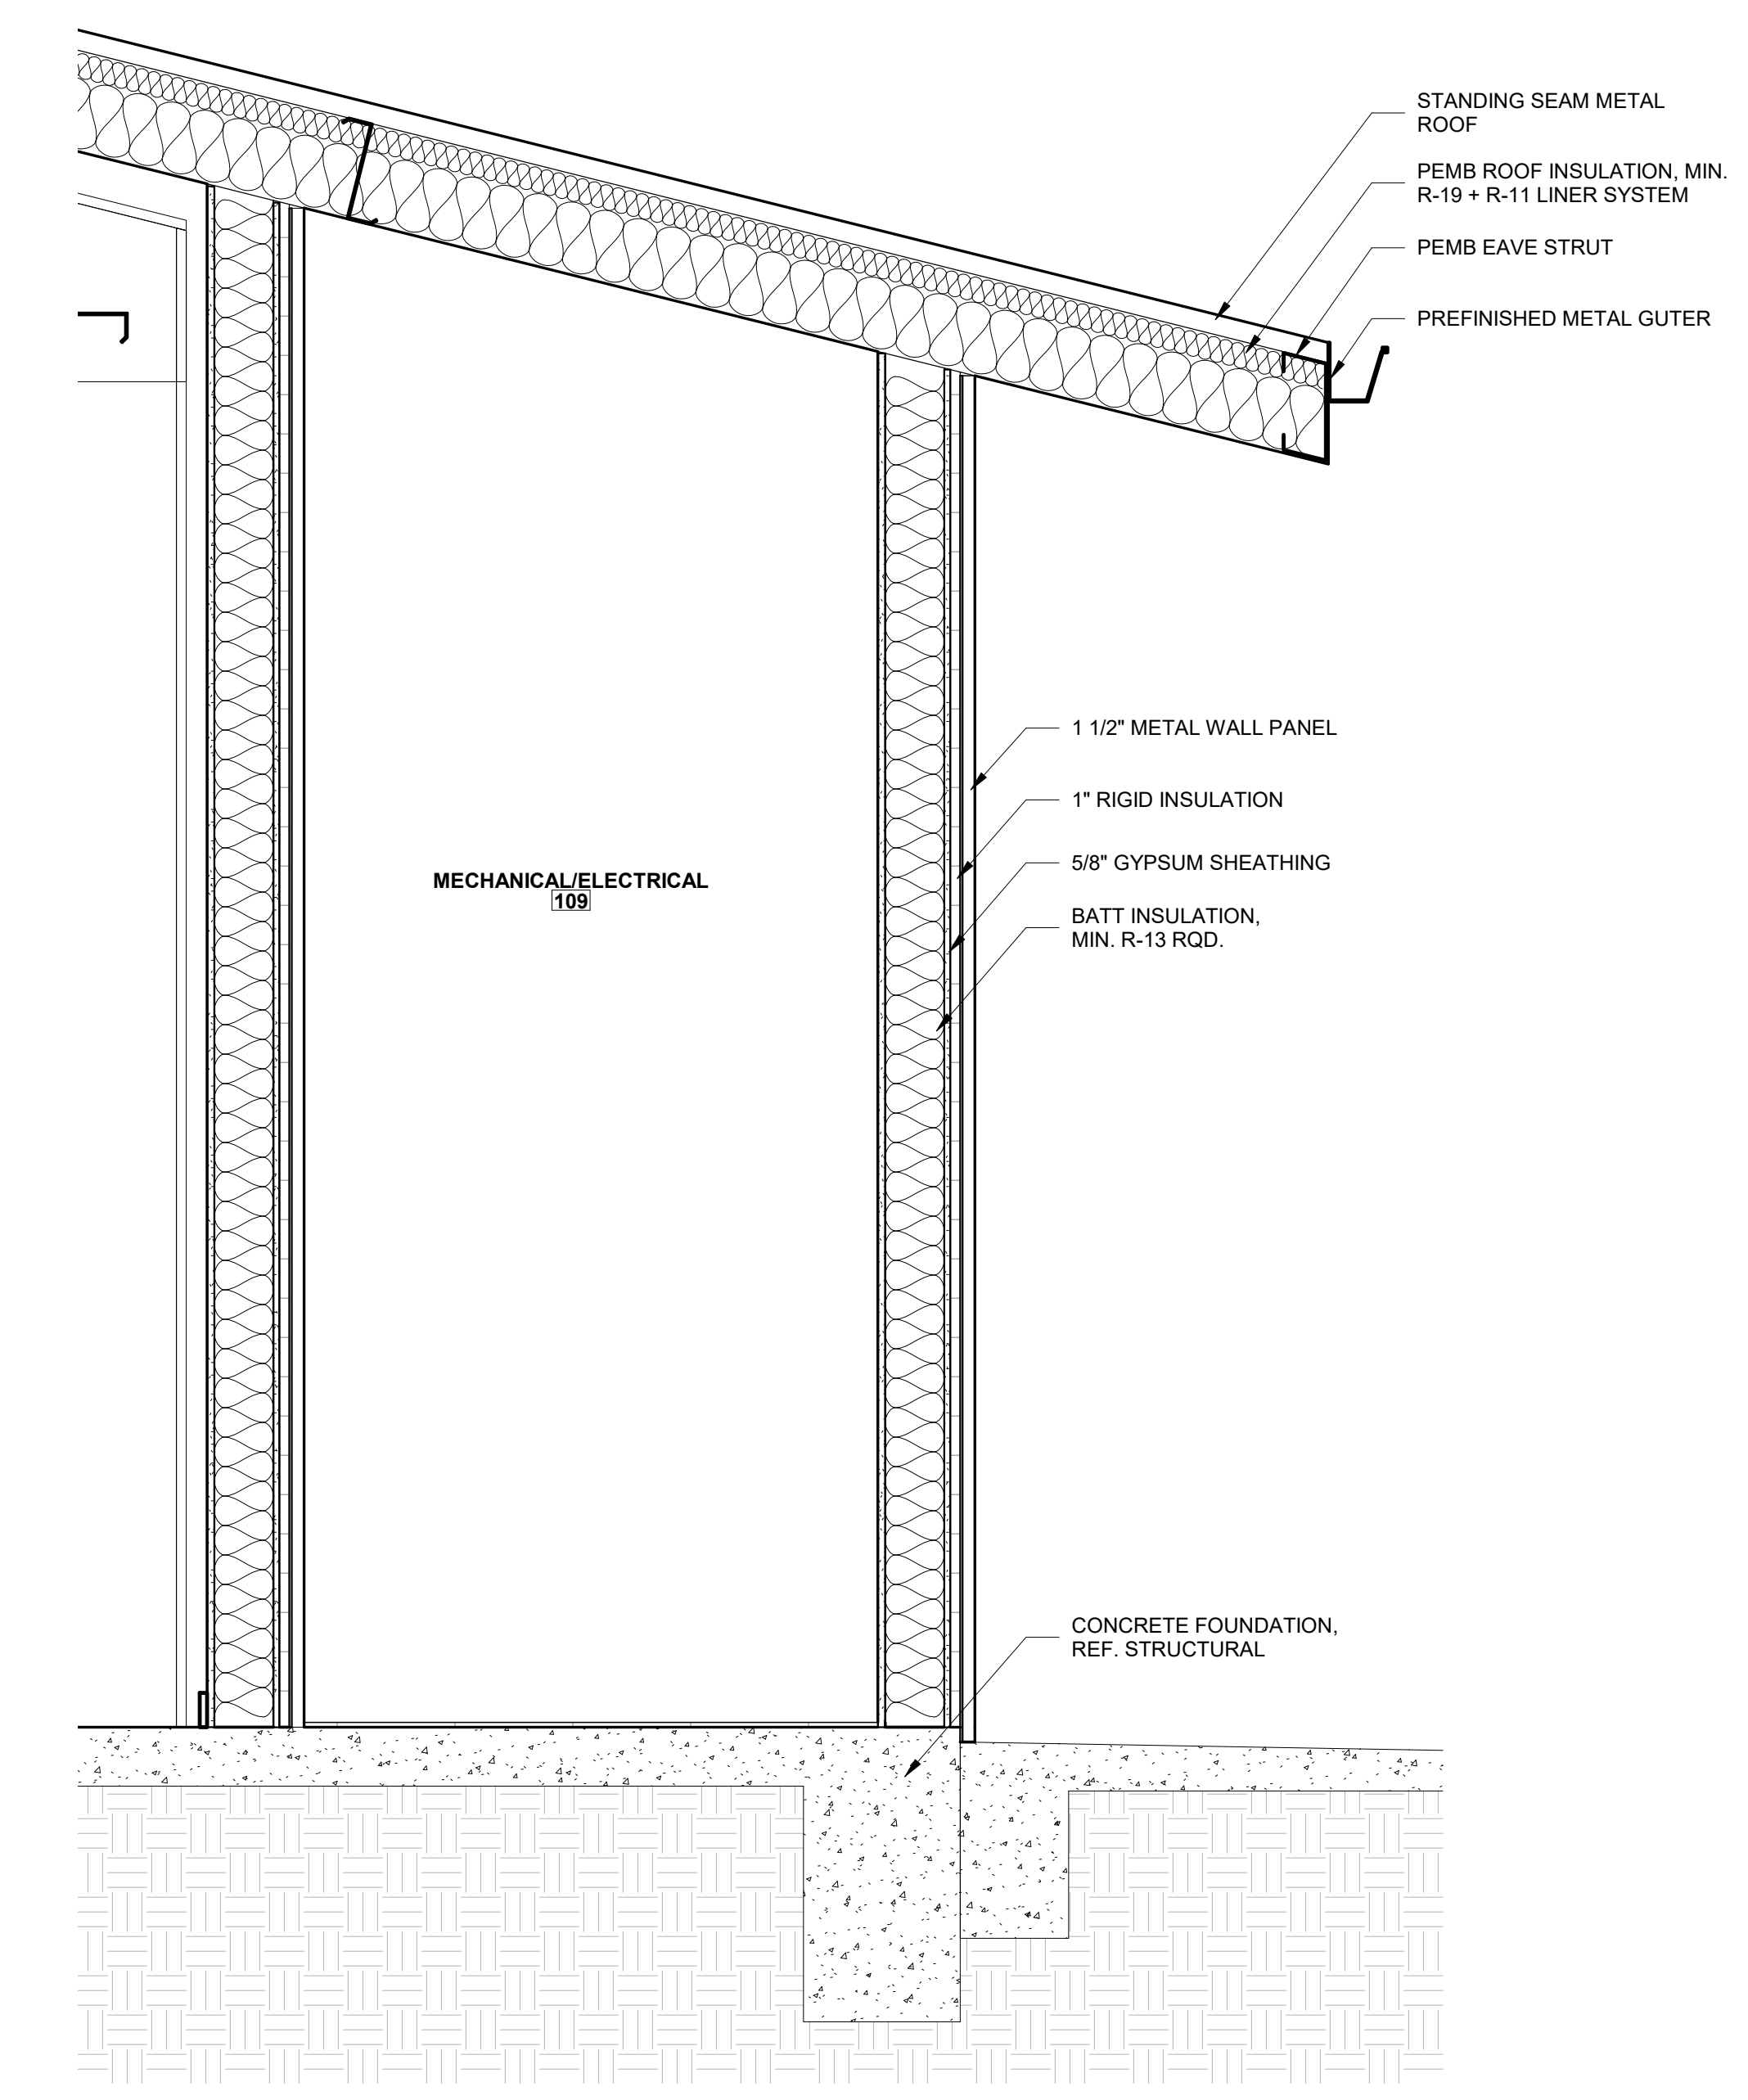 STANDING SEAM METAL
ROOF
PEMB ROOF INSULATION, MIN.
R-19 + R-11 LINER SYSTEM
PEMB EAVE STRUT
PREFINISHED METAL GUTER
1 1/2" METAL WALL PANEL
1" RIGID INSULATION
5/8" GYPSUM SHEATHING
MECHANICAL/ELECTRICAL
109
BATT INSULATION,
MIN. R-13 RQD.
CONCRETE FOUNDATION,
REF. STRUCTURAL